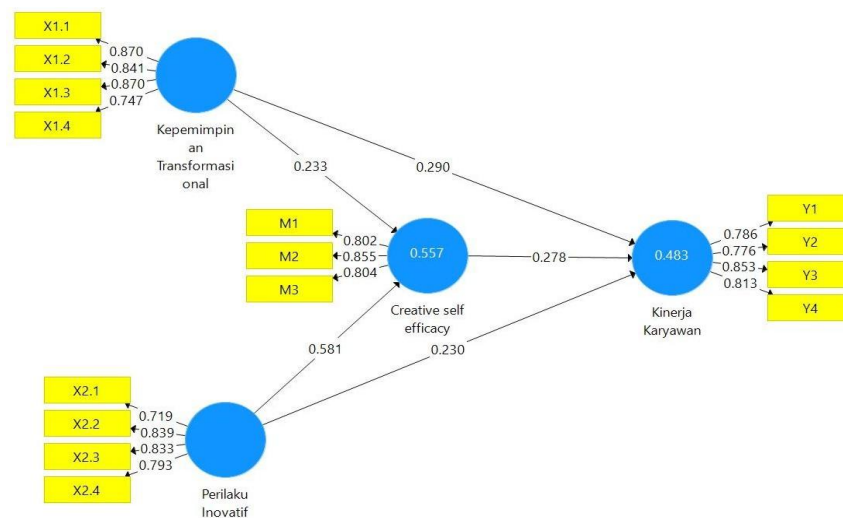 X1.1
X1.2
X1.3
X1.4
0.870
0.841
0.870
0.747
Kepemimpin
an
Transformasi
onal
0.233
0.290
M1
M2
M3
0.802
0.855
0.804
0.557
Creative self
efficacy
0.278
0.483
Kinerja
Karyawan
0.786
0.776
0.853
0.813
Y1
Y2
Y3
Y4
0.581
0.230
X2.1
X2.2
X2.3
X2.4
0.719
0.839
0.833
0.793
Perilaku
Inovatif